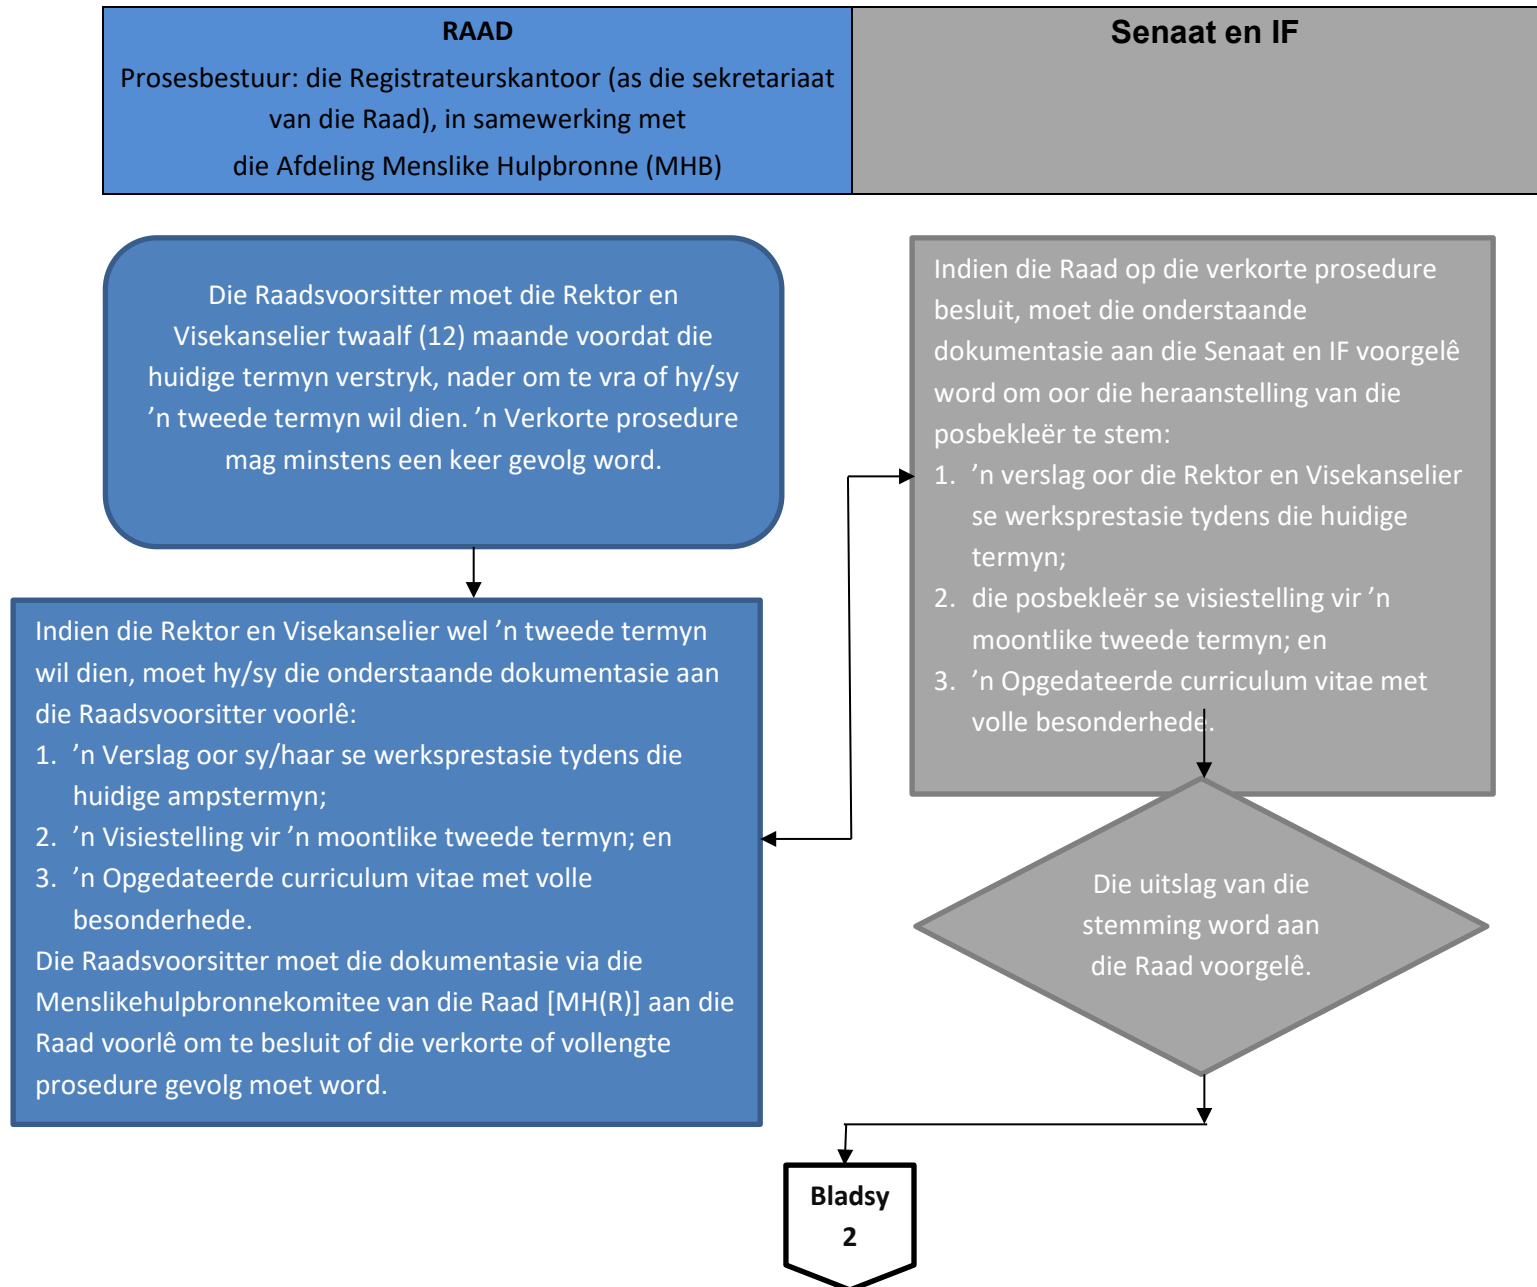 RAAD
Prosesbestuur: die Registrateurskantoor (as die sekretariaat
van die Raad), in samewerking met
die Afdeling Menslike Hulpbronne (MHB)
Senaat en IF
Die Raadsvoorsitter moet die Rektor en
Visekanselier twaalf (12) maande voordat die
huidige termyn verstryk, nader om te vra of hy/sy
’n tweede termyn wil dien. ’n Verkorte prosedure
mag minstens een keer gevolg word.
Indien die Rektor en Visekanselier wel ’n tweede termyn
wil dien, moet hy/sy die onderstaande dokumentasie aan
die Raadsvoorsitter voorlê:
1. ’n Verslag oor sy/haar se werksprestasie tydens die
huidige ampstermyn;
2. ’n Visiestelling vir ’n moontlike tweede termyn; en
3. ’n Opgedateerde curriculum vitae met volle
besonderhede.
Die Raadsvoorsitter moet die dokumentasie via die
Menslikehulpbronnekomitee van die Raad [MH(R)] aan die
Raad voorlê om te besluit of die verkorte of vollengte
prosedure gevolg moet word.
Indien die Raad op die verkorte prosedure
besluit, moet die onderstaande
dokumentasie aan die Senaat en IF voorgelê
word om oor die heraanstelling van die
posbekleër te stem:
1. ’n verslag oor die Rektor en Visekanselier
se werksprestasie tydens die huidige
termyn;
2. die posbekleër se visiestelling vir ’n
moontlike tweede termyn; en
3. ’n Opgedateerde curriculum vitae met
volle besonderhede.
Die uitslag van die
stemming word aan
die Raad voorgelê.
Bladsy
2